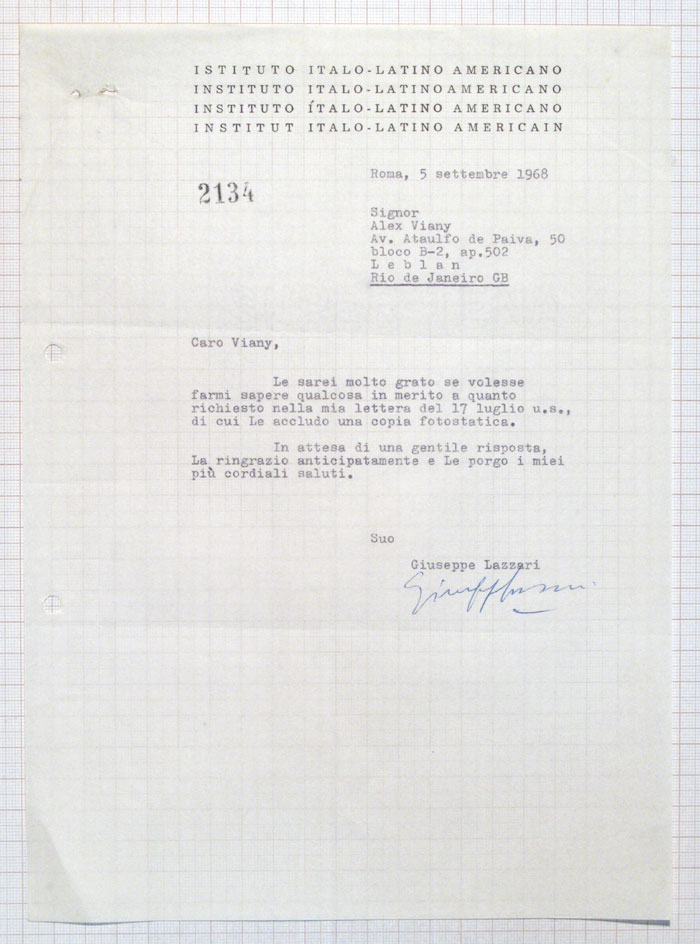 ISTITUTO ITALO-LATINO AMERICANO
INSTITUTO ITALO-LATINOAMERICANO
INSTITUTO ÍTALO-LATINO AMERICANO
INSTITUT ITALO-LATINO AMERICAIN
Roma, 5 settembre 1968
2134
Signor
Alex Viany
Av. Ataulfo de Paiva, 50
bloco B-2, ap.502
L e b l a n
Rio de Janeiro GB
Caro Viany,
Le sarei molto grato se volesse
farmi sapere qualcosa in merito a quanto
richiesto nella mia lettera del 17 luglio u.s.,
di cui Le accludo una copia fotostatica.
In attesa di una gentile risposta,
La ringrazio anticipatamente e Le porgo i miei
più cordiali saluti.
Suo
Giuseppe Lazzari